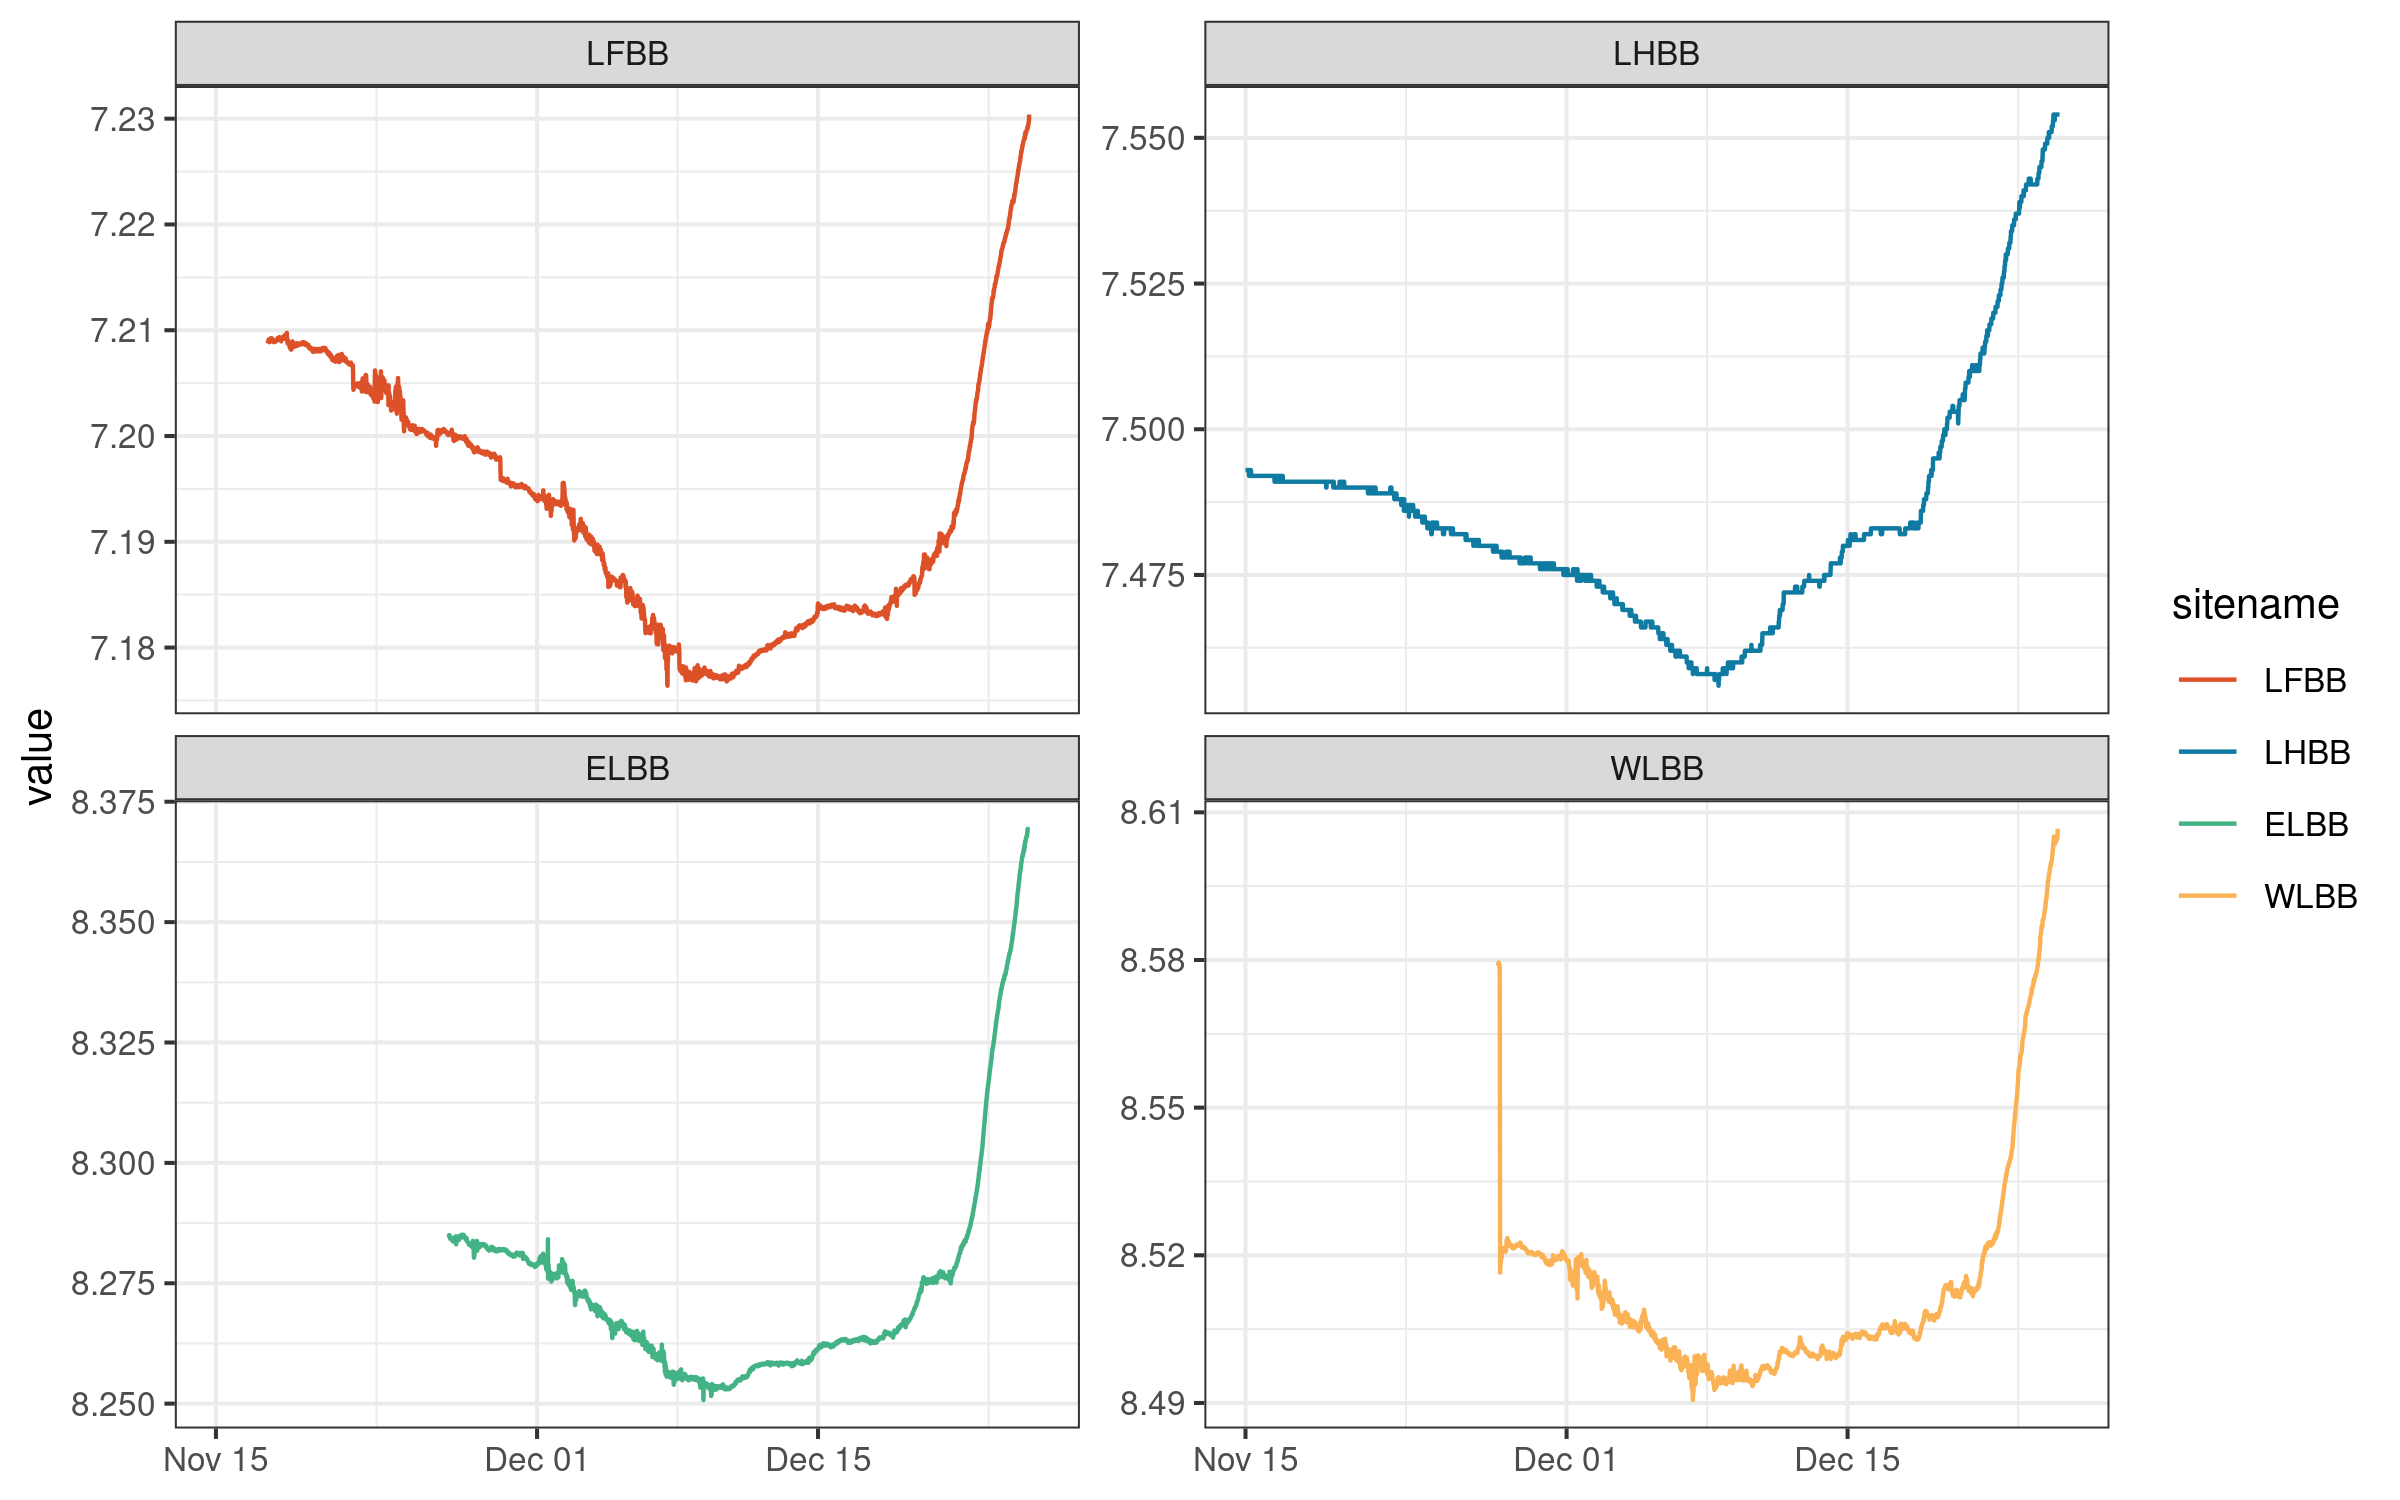 LFBB
LHBB
7.23
7.22
7.21
7.20
7.19
7.18
7.550
7.525
7.500
7.475
value
ELBB
WLBB
8.375
8.350
8.325
8.300
8.275
8.250
8.61
8.58
8.55
8.52
8.49
Nov 15
Dec 01
Dec 15
Nov 15
Dec 01
Dec 15
sitename
LFBB
LHBB
ELBB
WLBB